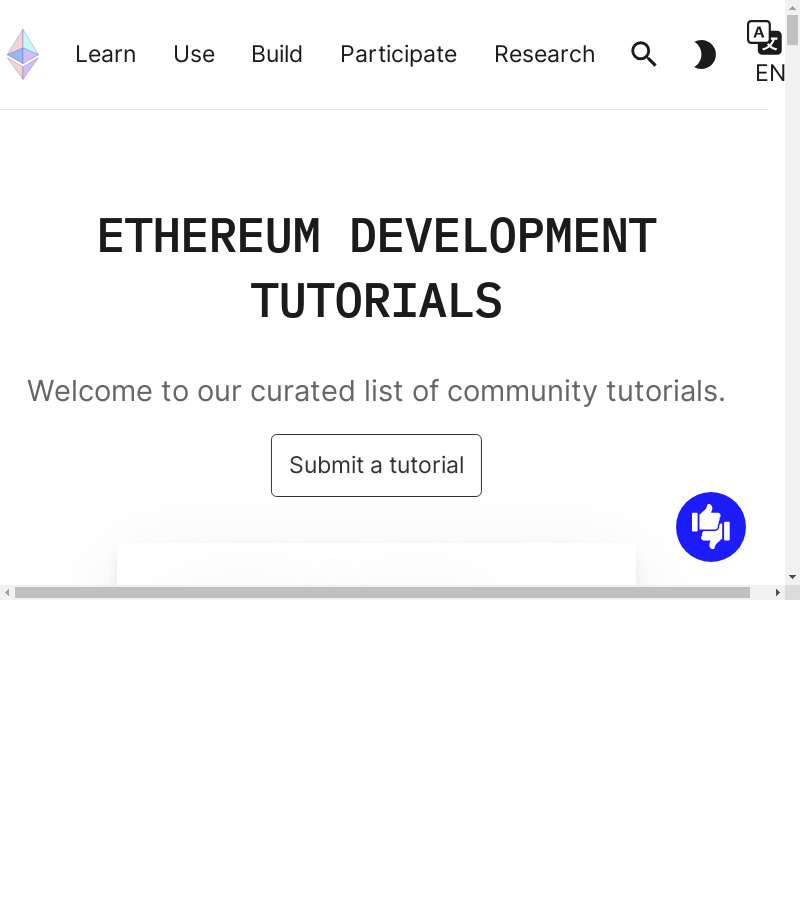 Learn Use Build Participate Research
A
EN
ETHEREUM DEVELOPMENT
TUTORIALS
Welcome to our curated list of community tutorials.
Submit a tutorial